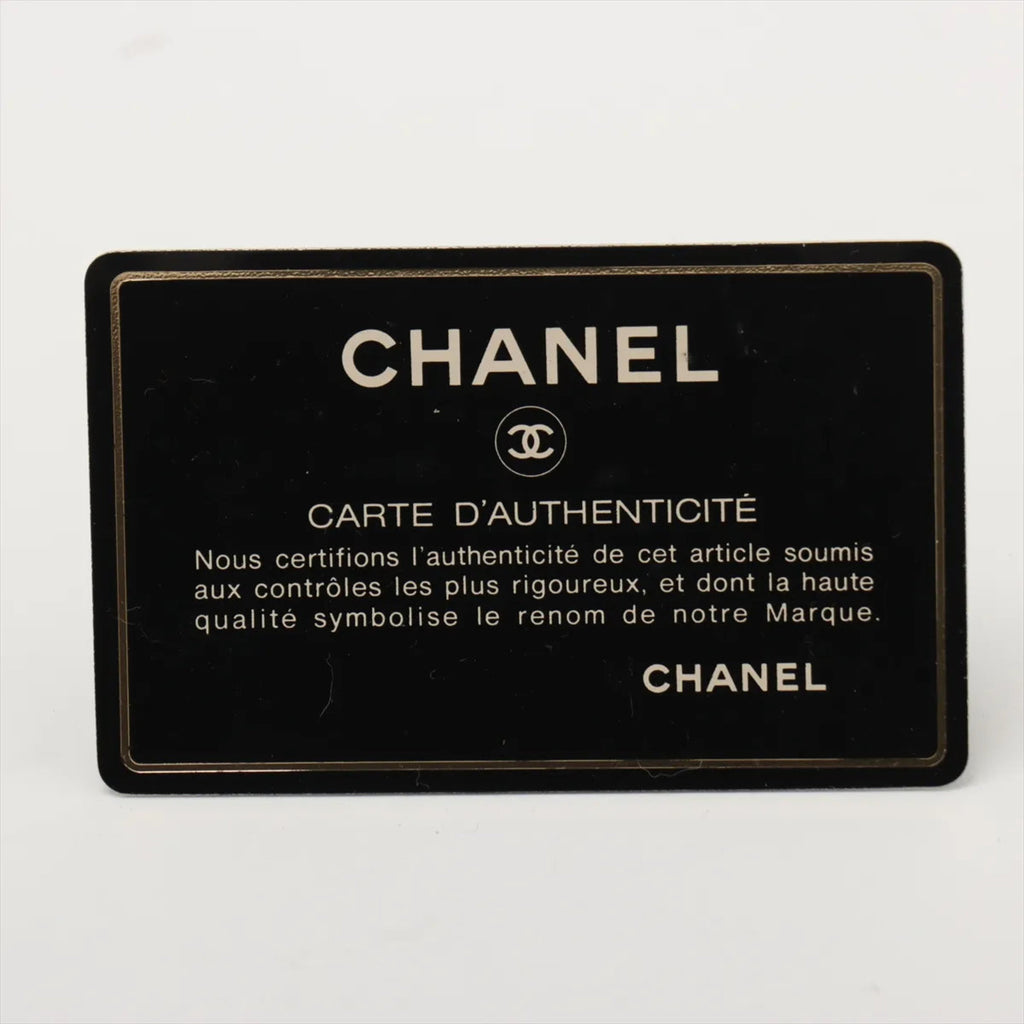 CHANEL
CARTE D'AUTHENTICITÉ
Nous certifions l'authenticité de cet article soumis
aux contrôles les plus rigoureux, et dont la haute
qualité symbolise le renom de notre Marque.
CHANEL